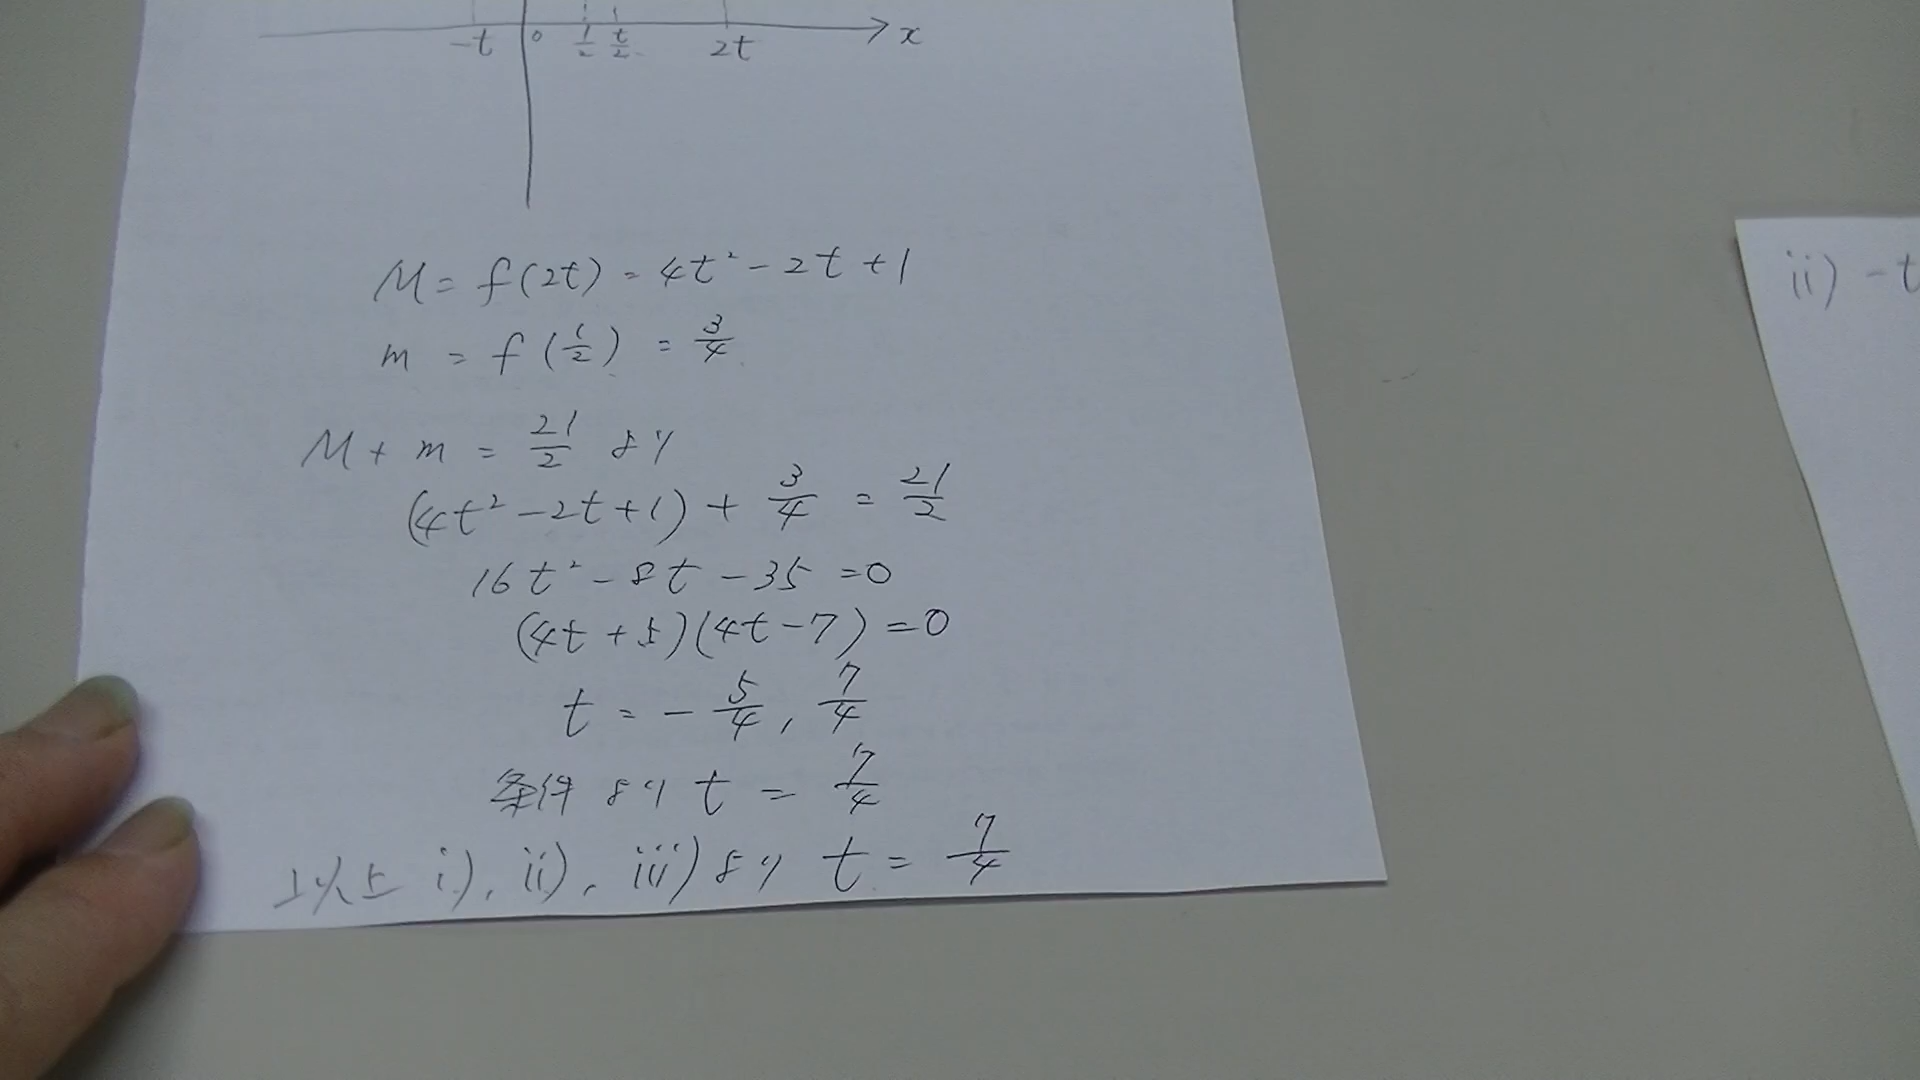 -t 0 1/2 t/2 2t x
M = f(2t) = 4t² - 2t + 1
m = f(1/2) = 3/4
M + m = 21/2 より
(4t² - 2t + 1) + 3/4 = 21/2
16t² - 8t - 35 = 0
(4t + 5)(4t - 7) = 0
t = - 5/4, 7/4
条件より t = 7/4
以上 i), ii), iii) より t = 7/4
ii) -t